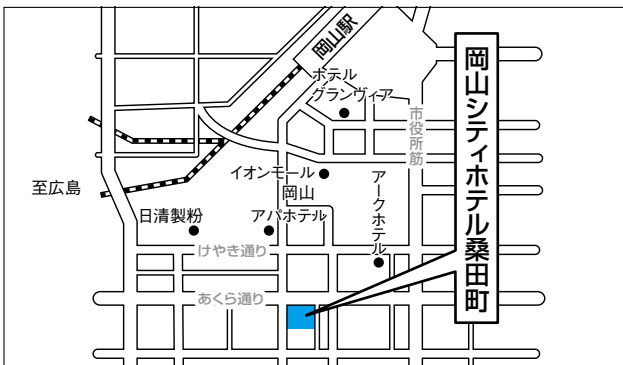 岡山駅
ホテル
グランヴィア
市役所筋
岡山シティホテル桑田町
イオンモール
岡山
アークホテル
至広島
日清製粉
アパホテル
けやき通り
あくら通り